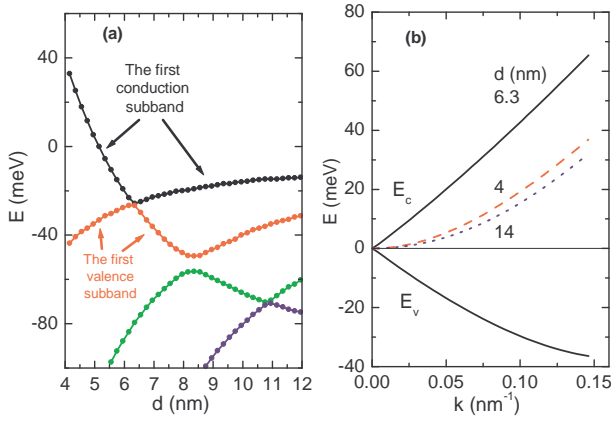 (a)
The first
conduction
subband
The first
valence
subband
E (meV)
40
0
-40
-80
4 5 6 7 8 9 10 11 12
d (nm)
(b)
d (nm)
6.3
4
14
E_c
E_v
E (meV)
80
60
40
20
0
-20
-40
0.00 0.05 0.10 0.15
k (nm⁻¹)